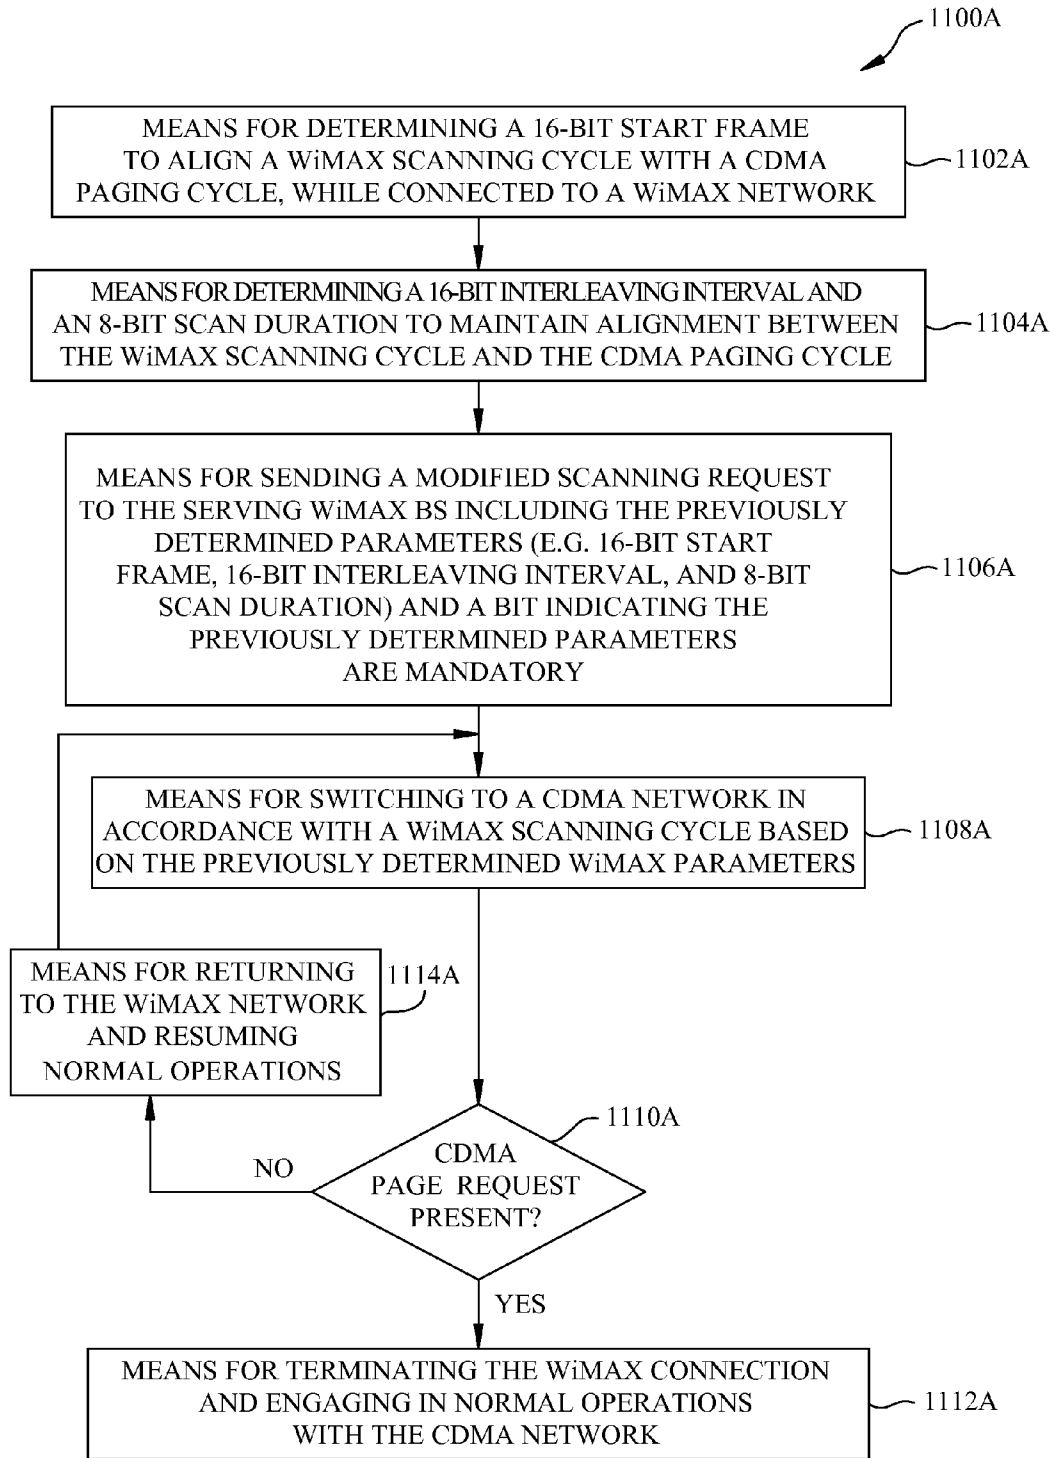 1100A
MEANS FOR DETERMINING A 16-BIT START FRAME
TO ALIGN A WiMAX SCANNING CYCLE WITH A CDMA
PAGING CYCLE, WHILE CONNECTED TO A WiMAX NETWORK
1102A
MEANS FOR DETERMINING A 16-BIT INTERLEAVING INTERVAL AND
AN 8-BIT SCAN DURATION TO MAINTAIN ALIGNMENT BETWEEN
THE WiMAX SCANNING CYCLE AND THE CDMA PAGING CYCLE
1104A
MEANS FOR SENDING A MODIFIED SCANNING REQUEST
TO THE SERVING WiMAX BS INCLUDING THE PREVIOUSLY
DETERMINED PARAMETERS (E.G. 16-BIT START
FRAME, 16-BIT INTERLEAVING INTERVAL, AND 8-BIT
SCAN DURATION) AND A BIT INDICATING THE
PREVIOUSLY DETERMINED PARAMETERS
ARE MANDATORY
1106A
MEANS FOR SWITCHING TO A CDMA NETWORK IN
ACCORDANCE WITH A WiMAX SCANNING CYCLE BASED
ON THE PREVIOUSLY DETERMINED WiMAX PARAMETERS
1108A
MEANS FOR RETURNING
TO THE WiMAX NETWORK
AND RESUMING
NORMAL OPERATIONS
1114A
CDMA
PAGE REQUEST
PRESENT?
1110A
NO
YES
MEANS FOR TERMINATING THE WiMAX CONNECTION
AND ENGAGING IN NORMAL OPERATIONS
WITH THE CDMA NETWORK
1112A